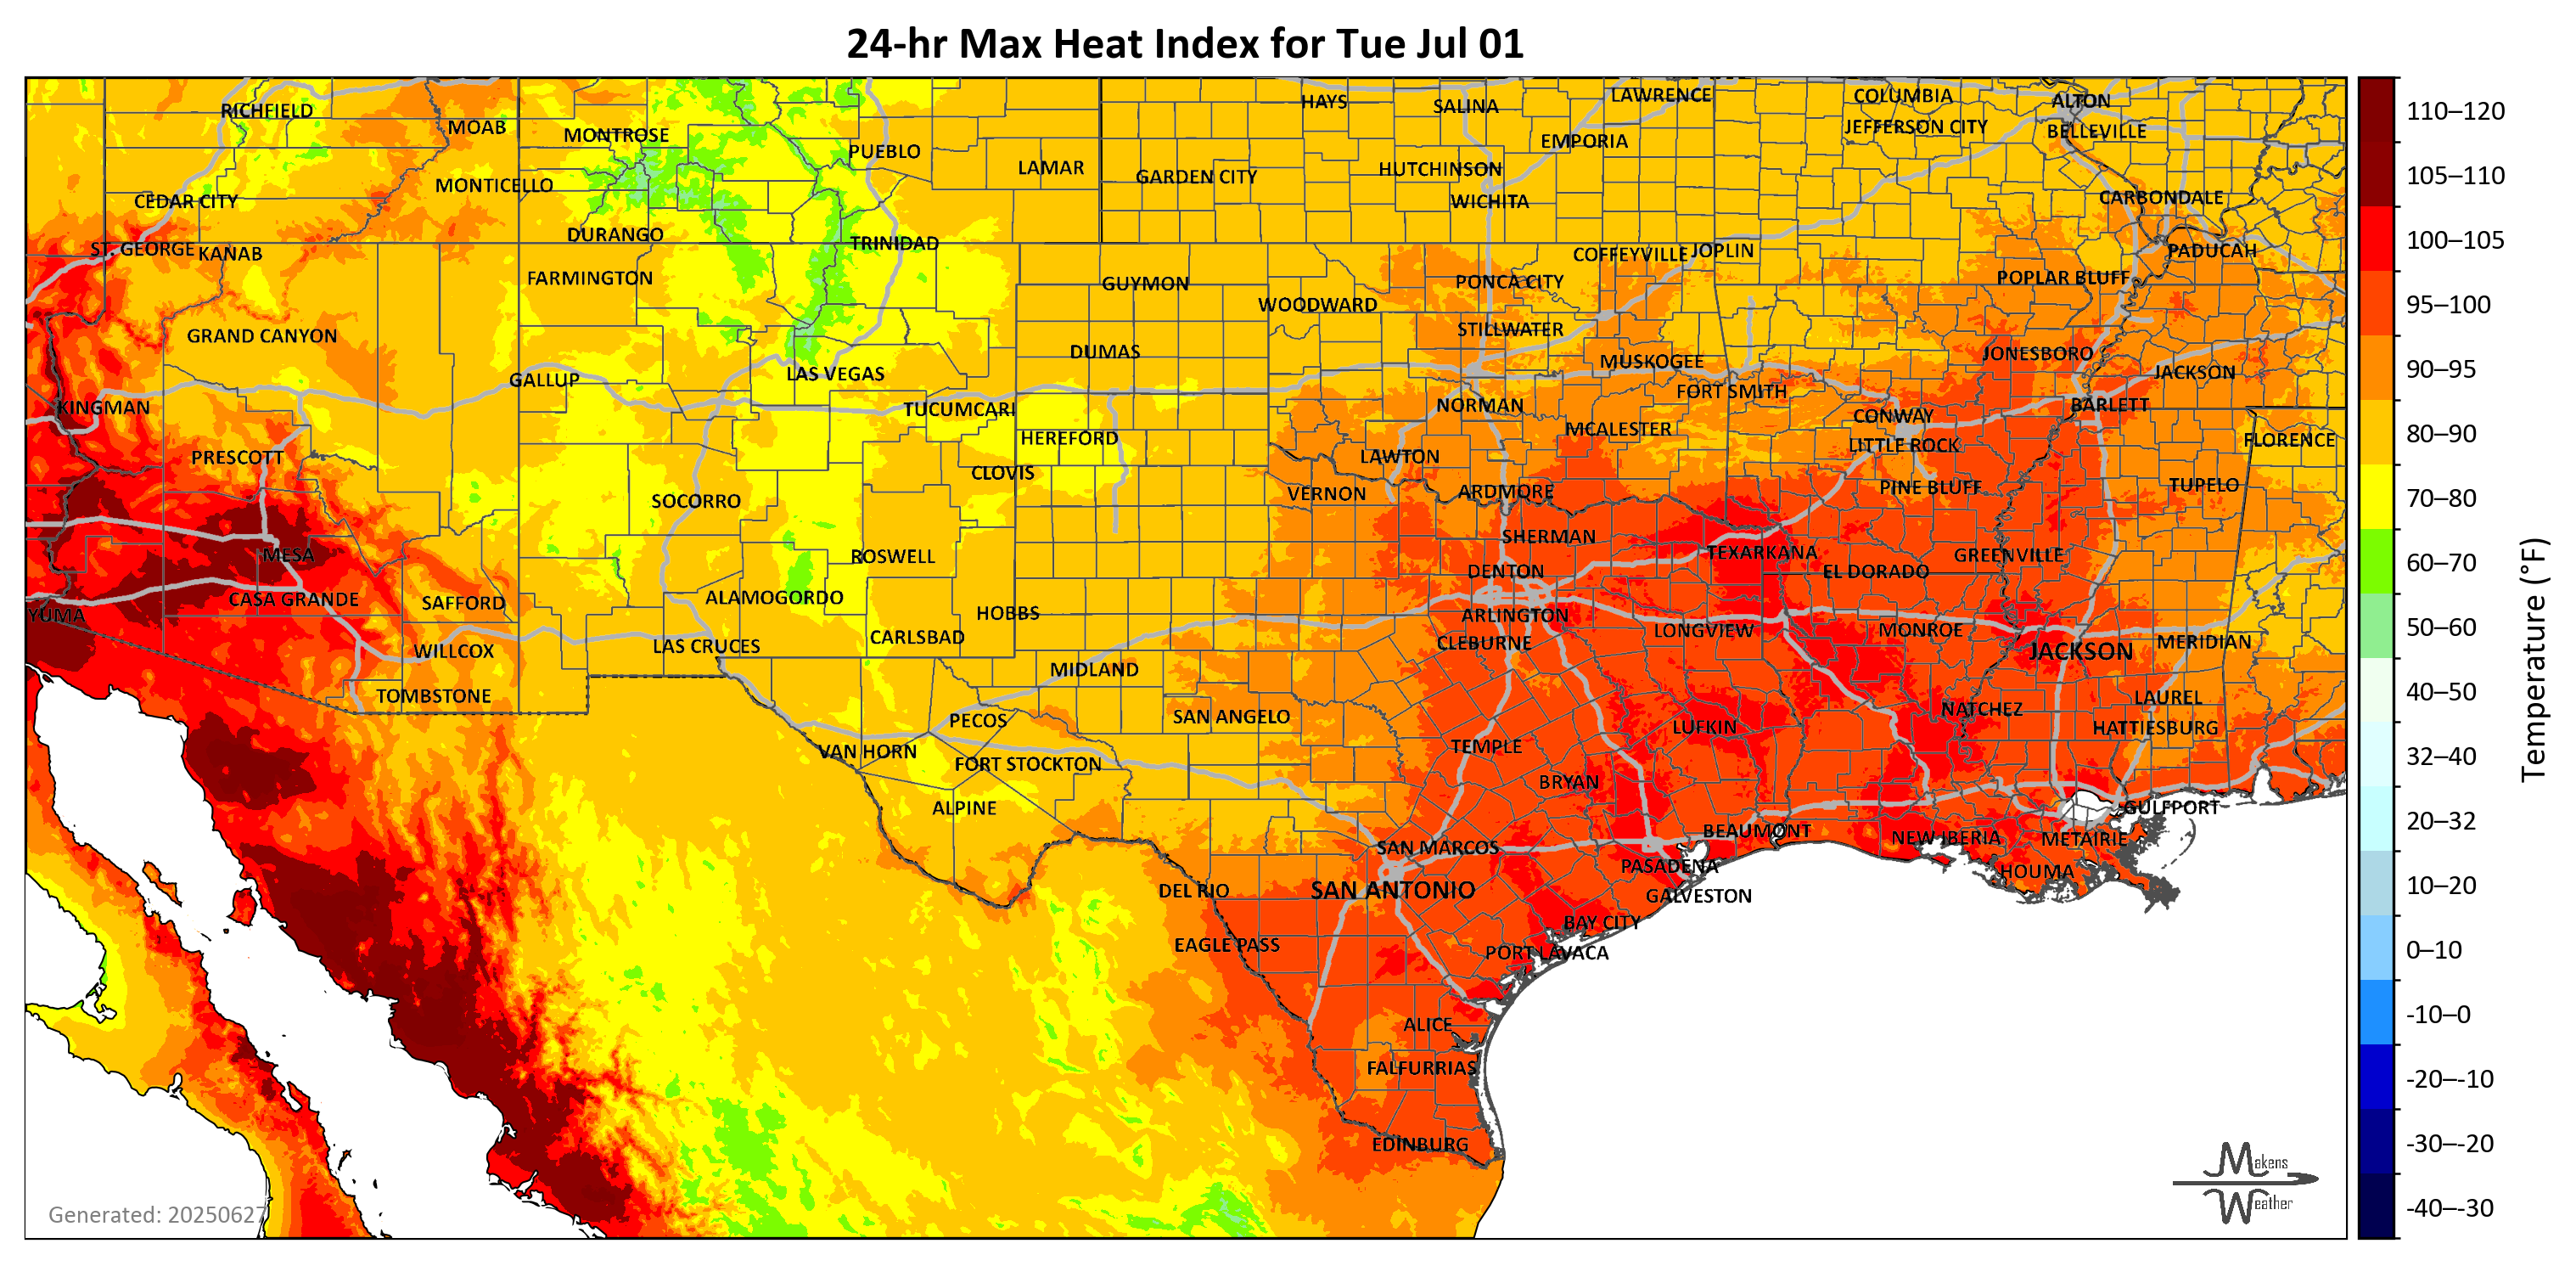 24-hr Max Heat Index for Tue Jul 01
RICHFIELD
MOAB
MONTROSE
PUEBLO
LAMAR
HAYS
SALINA
LAWRENCE
COLUMBIA
ALTON
EMPORIA
JEFFERSON CITY
BELLEVILLE
CEDAR CITY
MONTICELLO
GARDEN CITY
HUTCHINSON
WICHITA
CARBONDALE
ST. GEORGE
KANAB
DURANGO
TRINIDAD
COFFEYVILLE
JOPLIN
PADUCAH
FARMINGTON
GUYMON
PONCA CITY
POPLAR BLUFF
WOODWARD
GRAND CANYON
STILLWATER
DUMAS
MUSKOGEE
JONESBORO
GALLUP
LAS VEGAS
FORT SMITH
JACKSON
KINGMAN
TUCUMCARI
NORMAN
CONWAY
BARLETT
HEREFORD
MCALESTER
LITTLE ROCK
FLORENCE
PRESCOTT
CLOVIS
LAWTON
SOCORRO
VERNON
ARDMORE
PINE BLUFF
TUPELO
MESA
ROSWELL
SHERMAN
TEXARKANA
GREENVILLE
DENTON
EL DORADO
CASA GRANDE
SAFFORD
ALAMOGORDO
HOBBS
YUMA
ARLINGTON
LAS CRUCES
CARLSBAD
CLEBURNE
LONGVIEW
MONROE
JACKSON
MERIDIAN
WILLCOX
MIDLAND
TOMBSTONE
PECOS
SAN ANGELO
LUFKIN
NATCHEZ
LAUREL
HATTIESBURG
VAN HORN
FORT STOCKTON
TEMPLE
BRYAN
ALPINE
GULFPORT
SAN MARCOS
BEAUMONT
NEW IBERIA
METAIRIE
DEL RIO
SAN ANTONIO
PASADENA
HOUMA
GALVESTON
EAGLE PASS
BAY CITY
PORT LAVACA
ALICE
FALFURRIAS
EDINBURG
Generated: 20250627
Makens
Weather
110–120
105–110
100–105
95–100
90–95
80–90
70–80
60–70
50–60
40–50
32–40
20–32
10–20
0–10
-10–0
-20–-10
-30–-20
-40–-30
Temperature (°F)